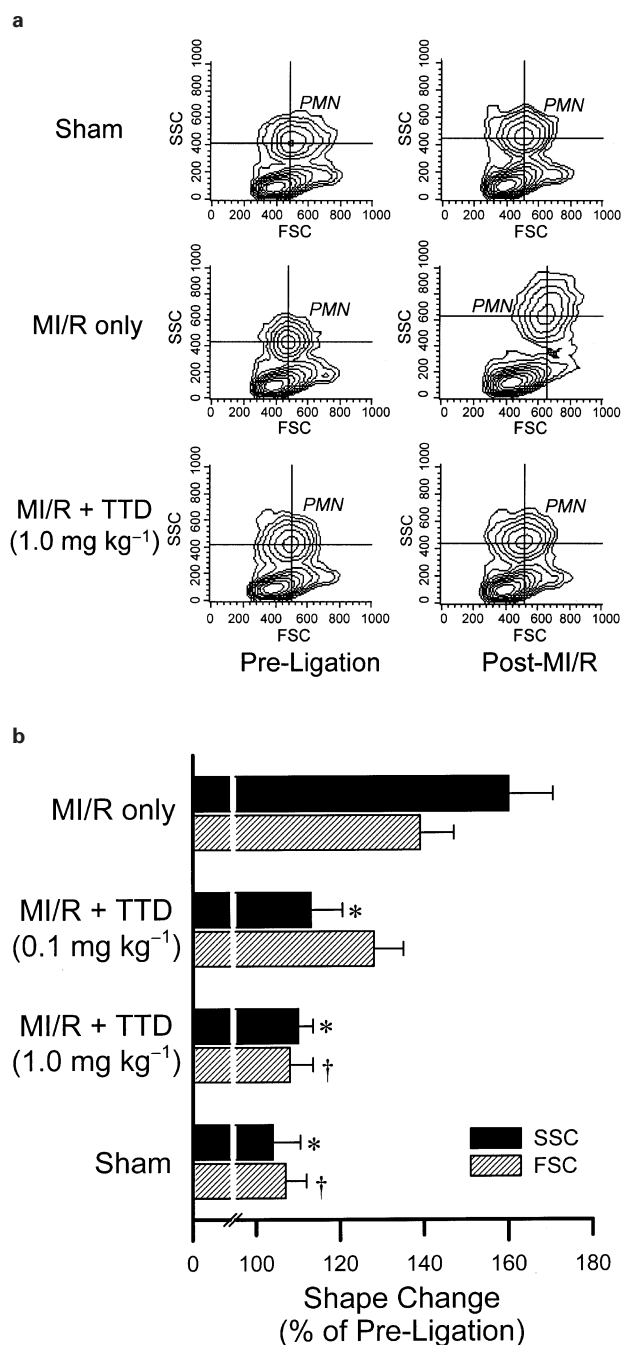 a
Sham
SSC
0 200 400 600 800 1000
PMN
0 200 400 600 800 1000
FSC
SSC
0 200 400 600 800 1000
PMN
0 200 400 600 800 1000
FSC
MI/R only
SSC
0 200 400 600 800 1000
PMN
0 200 400 600 800 1000
FSC
SSC
0 200 400 600 800 1000
PMN
0 200 400 600 800 1000
FSC
MI/R + TTD
(1.0 mg kg⁻¹)
SSC
0 200 400 600 800 1000
PMN
0 200 400 600 800 1000
FSC
SSC
0 200 400 600 800 1000
PMN
0 200 400 600 800 1000
FSC
Pre-Ligation
Post-MI/R
b
MI/R only
MI/R + TTD
(0.1 mg kg⁻¹)
*
MI/R + TTD
(1.0 mg kg⁻¹)
*
†
Sham
*
†
SSC
FSC
0 100 120 140 160 180
Shape Change
(% of Pre-Ligation)